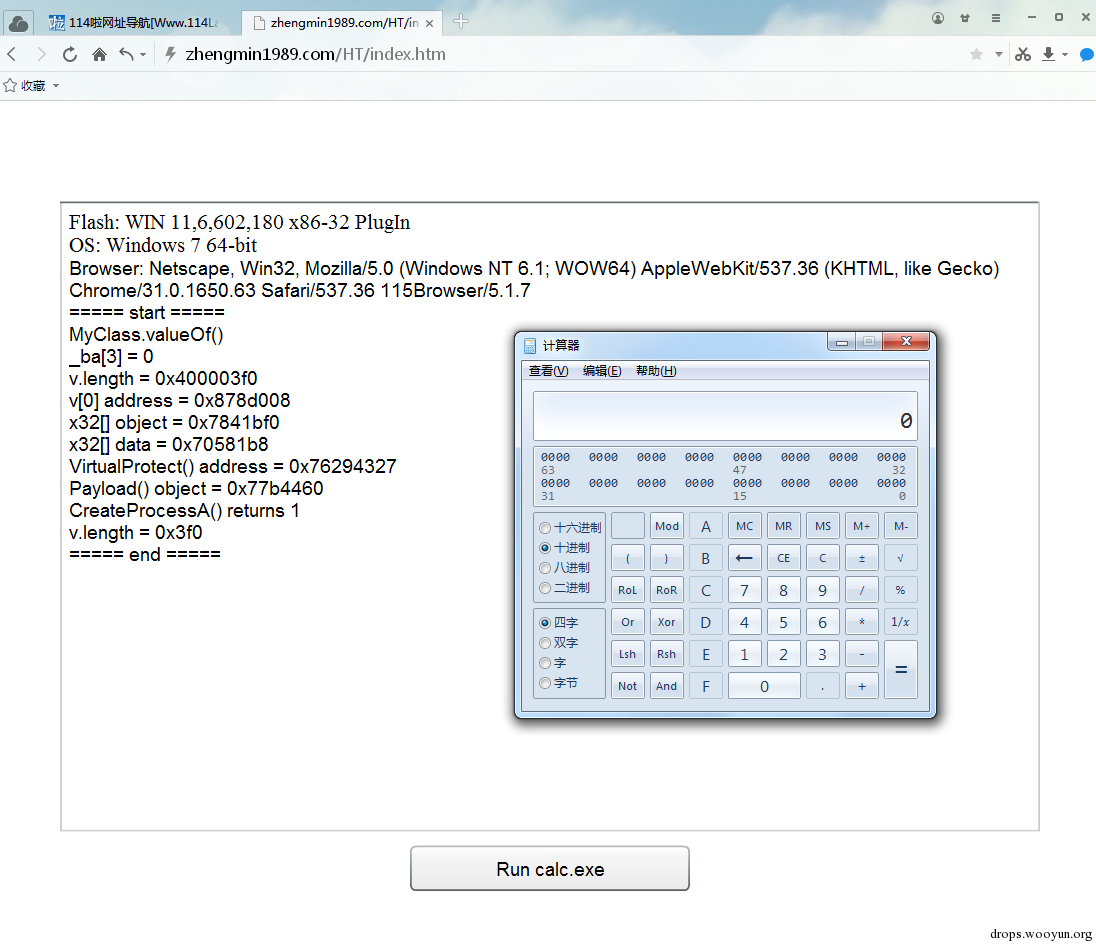 114啦网址导航[Www.114La
zhengmin1989.com/HT/in
zhengmin1989.com/HT/index.htm
收藏
Flash: WIN 11,6,602,180 x86-32 PlugIn
OS: Windows 7 64-bit
Browser: Netscape, Win32, Mozilla/5.0 (Windows NT 6.1; WOW64) AppleWebKit/537.36 (KHTML, like Gecko)
Chrome/31.0.1650.63 Safari/537.36 115Browser/5.1.7
===== start =====
MyClass.valueOf()
_ba[3] = 0
v.length = 0x400003f0
v[0] address = 0x878d008
x32[] object = 0x7841bf0
x32[] data = 0x70581b8
VirtualProtect() address = 0x76294327
Payload() object = 0x77b4460
CreateProcessA() returns 1
v.length = 0x3f0
===== end =====
计算器
查看(V) 编辑(E) 帮助(H)
0
0000 0000 0000 0000 0000 0000 0000 0000
63 47 32
0000 0000 0000 0000 0000 0000 0000 0000
31 15 0
十六进制 Mod A MC MR MS M+ M-
十进制
八进制
二进制
( ) B ← CE C ± √
RoL RoR C 7 8 9 / %
四字
双字
字
字节
Or Xor D 4 5 6 * 1/x
Lsh Rsh E 1 2 3 - =
Not And F 0 . +
Run calc.exe
drops.wooyun.org